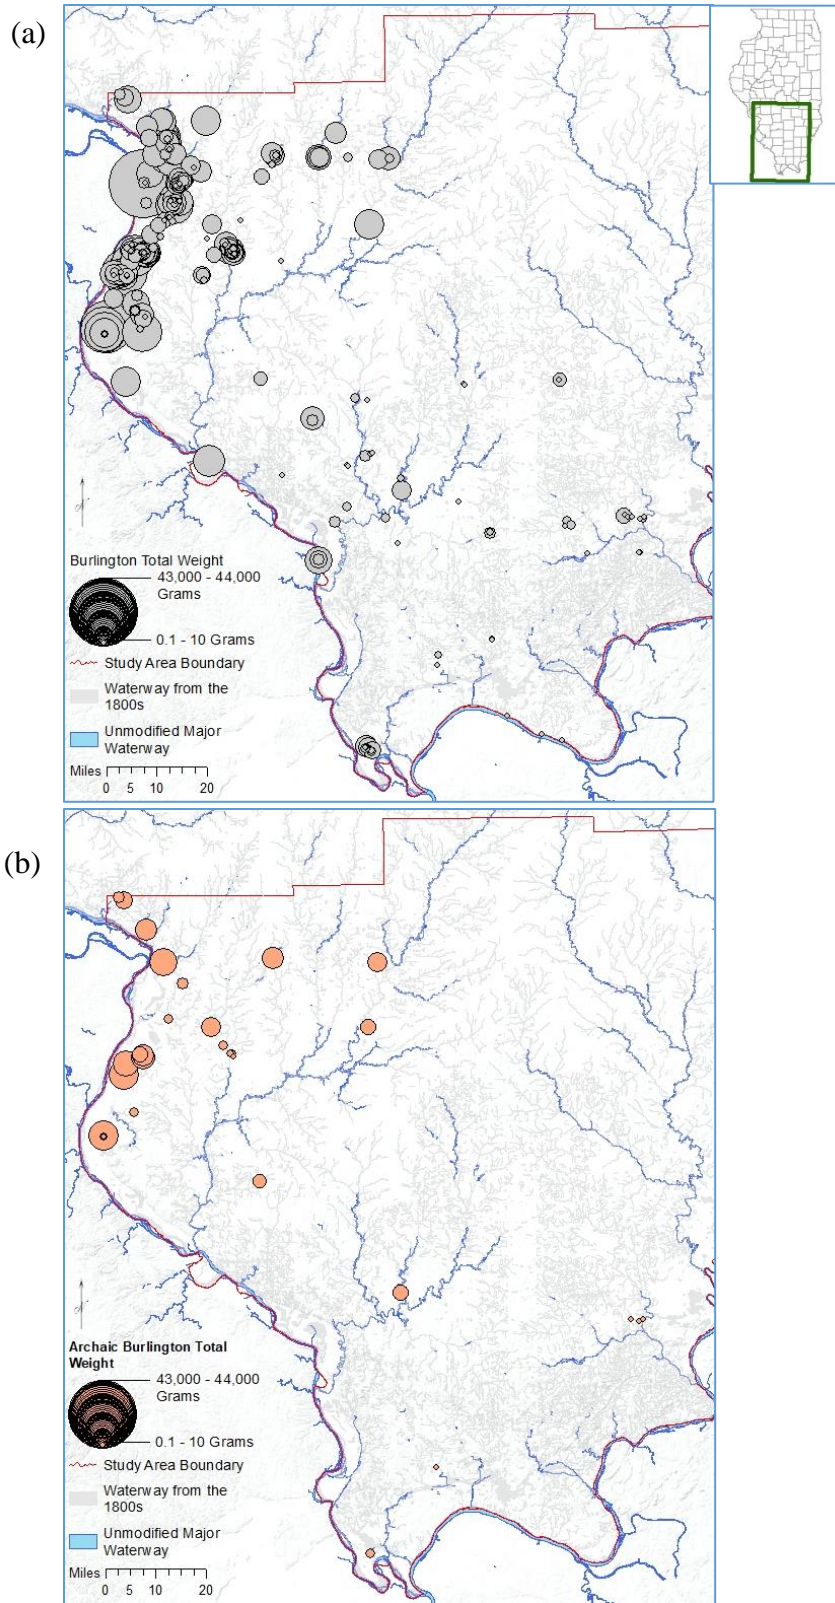 (a)
Burlington Total Weight
43,000 - 44,000
Grams
0.1 - 10 Grams
Study Area Boundary
Waterway from the
1800s
Unmodified Major
Waterway
Miles 0 5 10 20
(b)
Archaic Burlington Total
Weight
43,000 - 44,000
Grams
0.1 - 10 Grams
Study Area Boundary
Waterway from the
1800s
Unmodified Major
Waterway
Miles 0 5 10 20